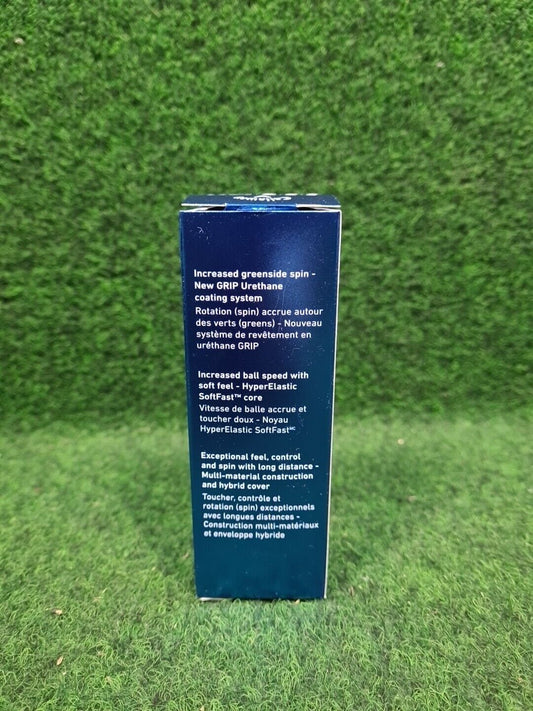 Callaway
Increased greenside spin -
New GRIP Urethane
coating system
Rotation (spin) accrue autour
des verts (greens) - Nouveau
système de revêtement en
uréthane GRIP
Increased ball speed with
soft feel - HyperElastic
SoftFast™ core
Vitesse de balle accrue et
toucher doux - Noyau
HyperElastic SoftFastᴹᶜ
Exceptional feel, control
and spin with long distance -
Multi-material construction
and hybrid cover
Toucher, contrôle et
rotation (spin) exceptionnels
avec longues distances -
Construction multi-matériaux
et enveloppe hybride